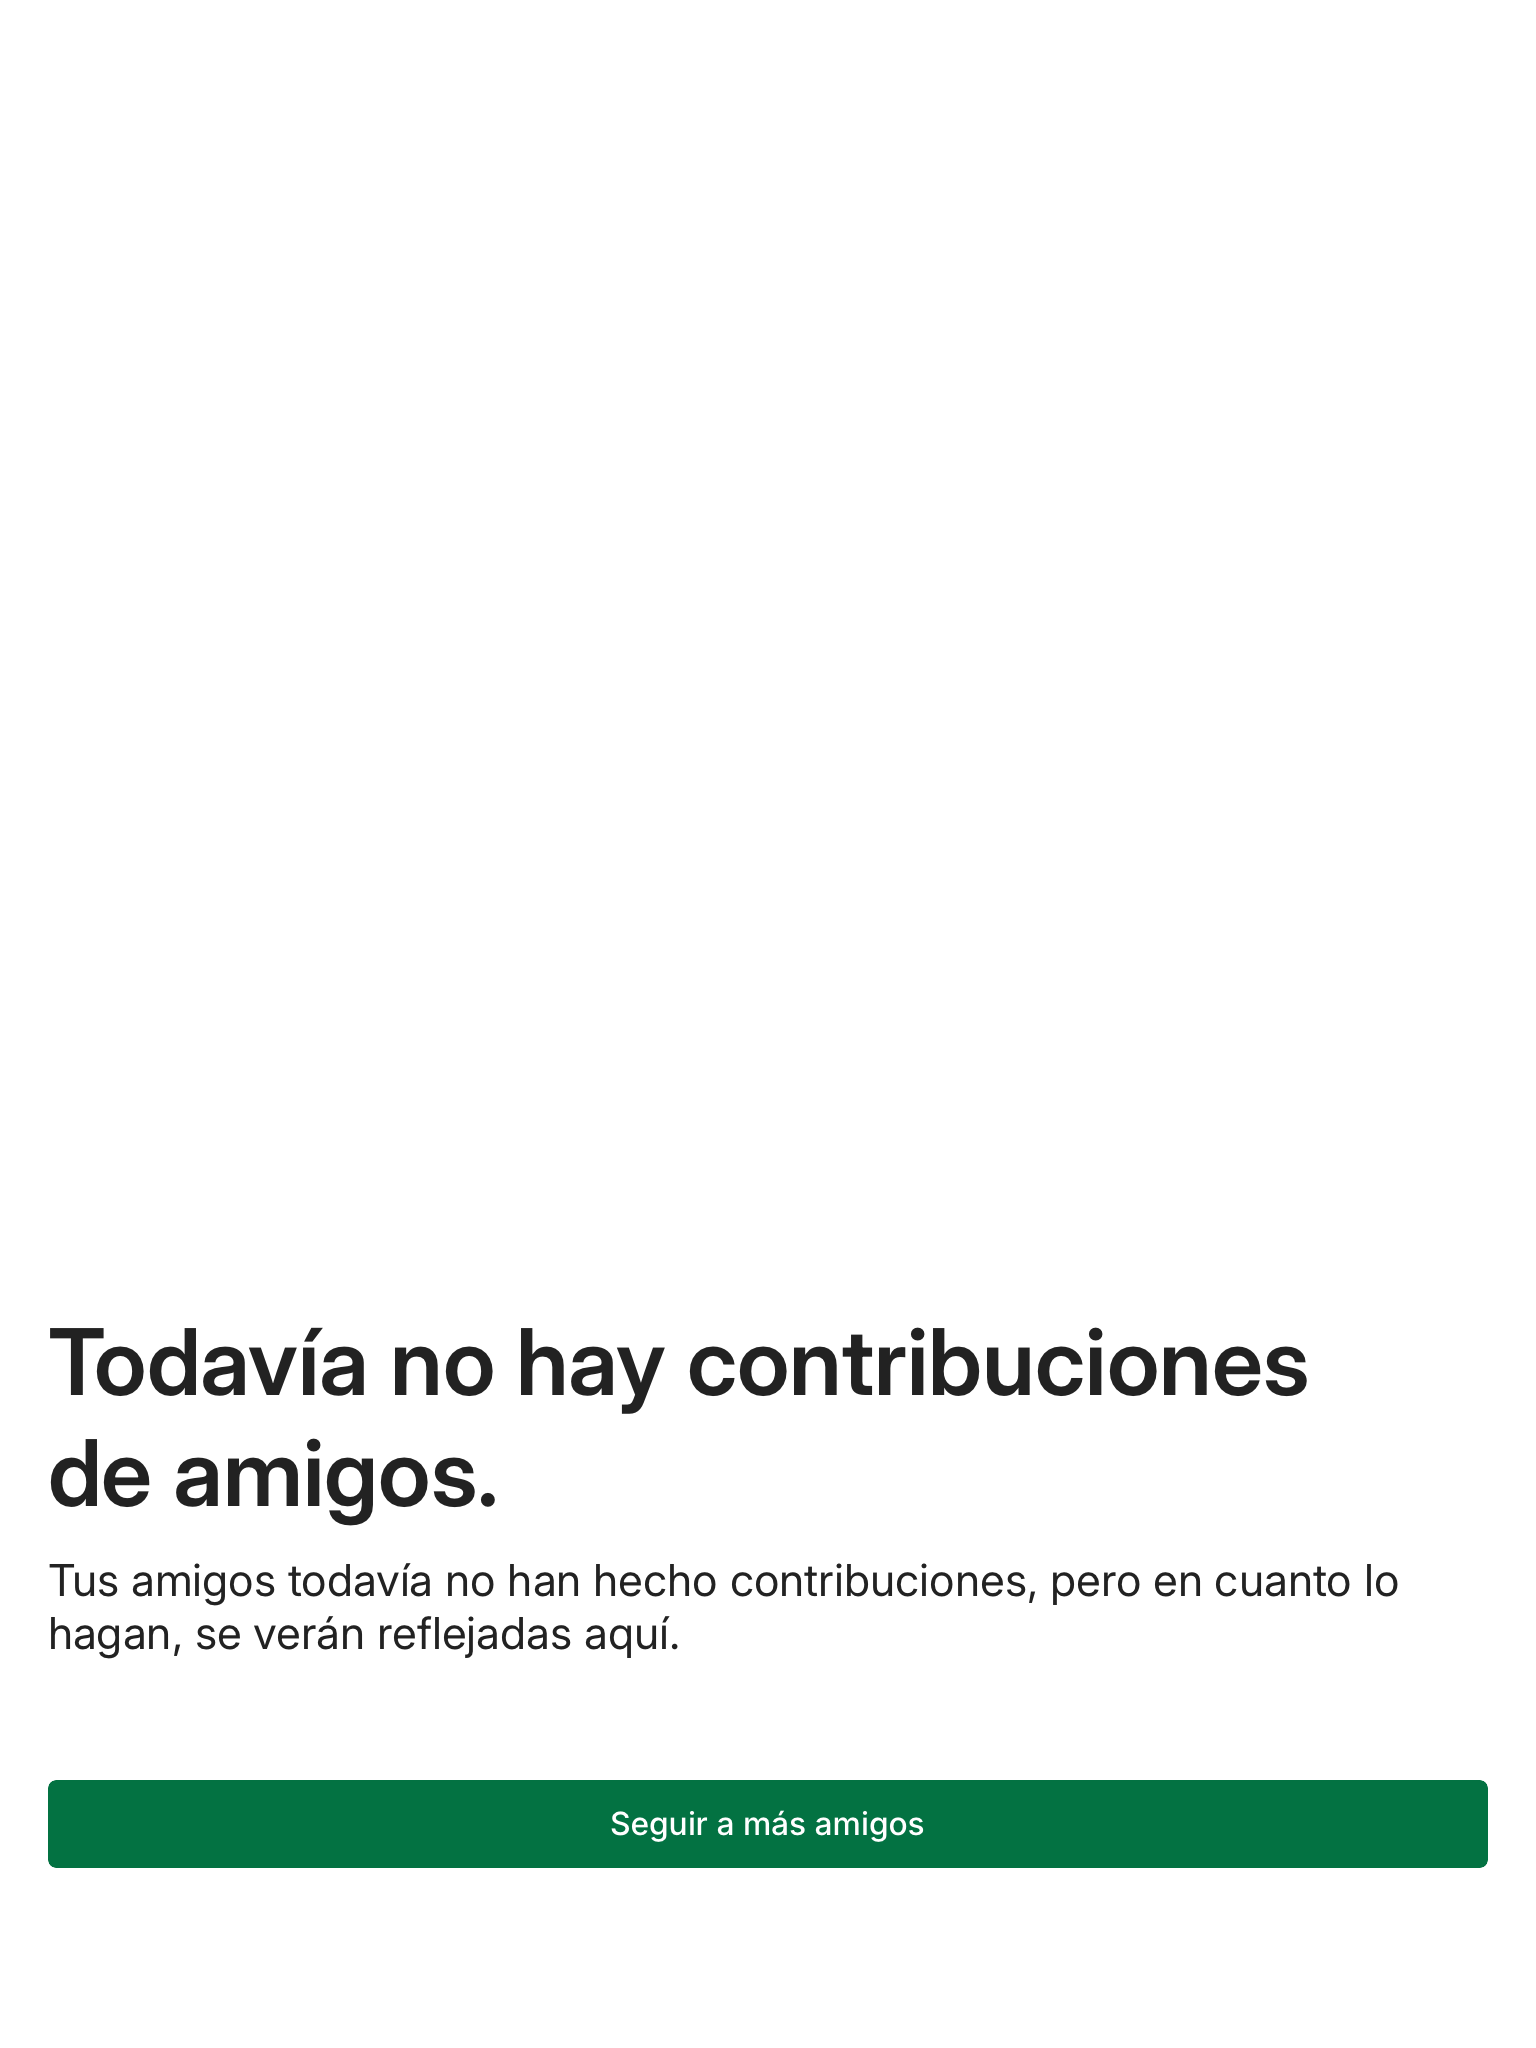 Todavía no hay contribuciones
de amigos.
Tus amigos todavía no han hecho contribuciones, pero en cuanto lo
hagan, se verán reflejadas aquí.
Seguir a más amigos